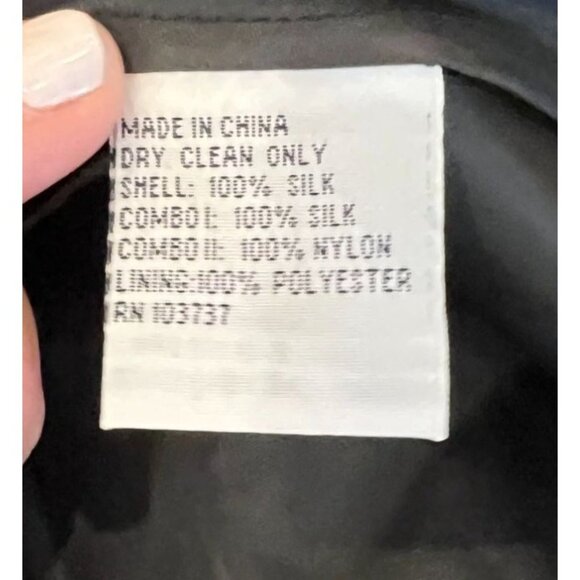 MADE IN CHINA
DRY CLEAN ONLY
SHELL: 100% SILK
COMBO I: 100% SILK
COMBO II: 100% NYLON
LINING:100% POLYESTER
RN 103737